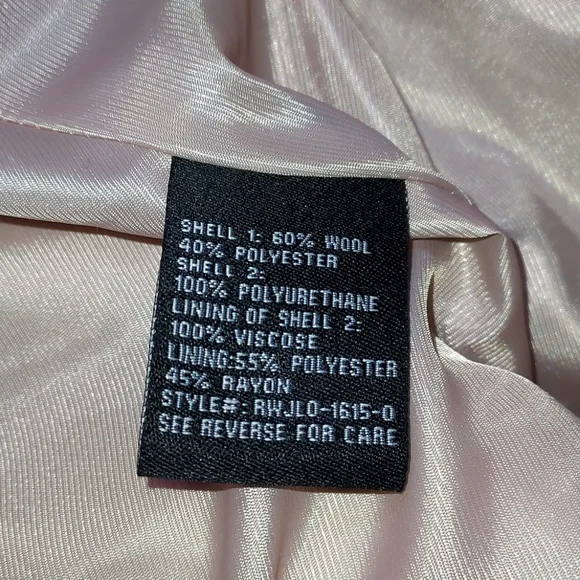 SHELL 1: 60% WOOL
40% POLYESTER
SHELL 2:
100% POLYURETHANE
LINING OF SHELL 2:
100% VISCOSE
LINING:55% POLYESTER
45% RAYON
STYLE#: RWJLO-1615-O
SEE REVERSE FOR CARE